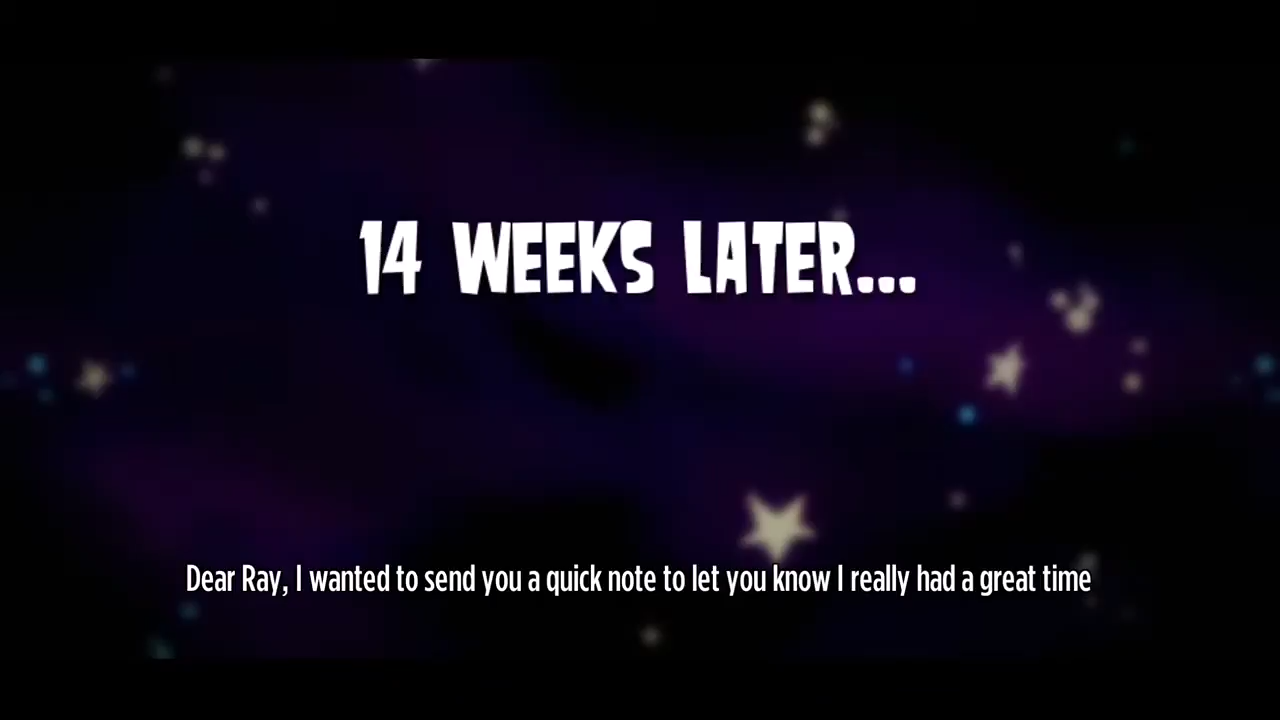 14 WEEKS LATER...
Dear Ray, I wanted to send you a quick note to let you know I really had a great time